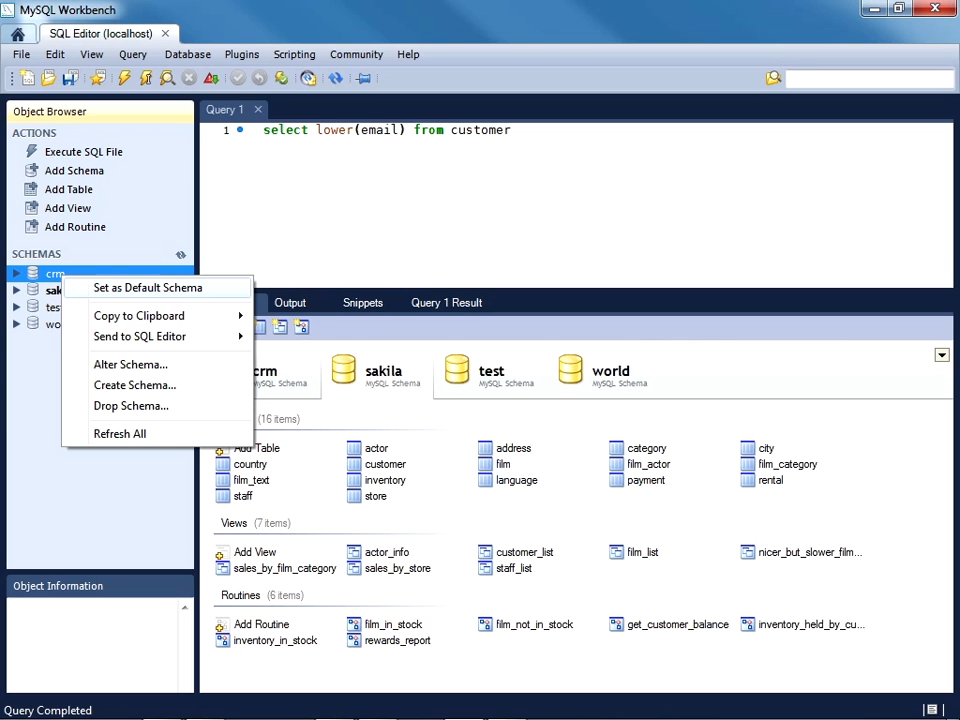 MySQL Workbench
SQL Editor (localhost)
File Edit View Query Database Plugins Scripting Community Help
Object Browser
ACTIONS
Execute SQL File
Add Schema
Add Table
Add View
Add Routine
SCHEMAS
crm
sak
tes
wo
Set as Default Schema
Copy to Clipboard
Send to SQL Editor
Alter Schema...
Create Schema...
Drop Schema...
Refresh All
Object Information
Query 1
1 select lower(email) from customer
Output Snippets Query 1 Result
crm sakila test world
MySQL Schema MySQL Schema MySQL Schema MySQL Schema
(16 items)
Add Table actor address category city
country customer film film_actor film_category
film_text inventory language payment rental
staff store
Views (7 items)
Add View actor_info customer_list film_list nicer_but_slower_film...
sales_by_film_category sales_by_store staff_list
Routines (6 items)
Add Routine film_in_stock film_not_in_stock get_customer_balance inventory_held_by_cu...
inventory_in_stock rewards_report
Query Completed